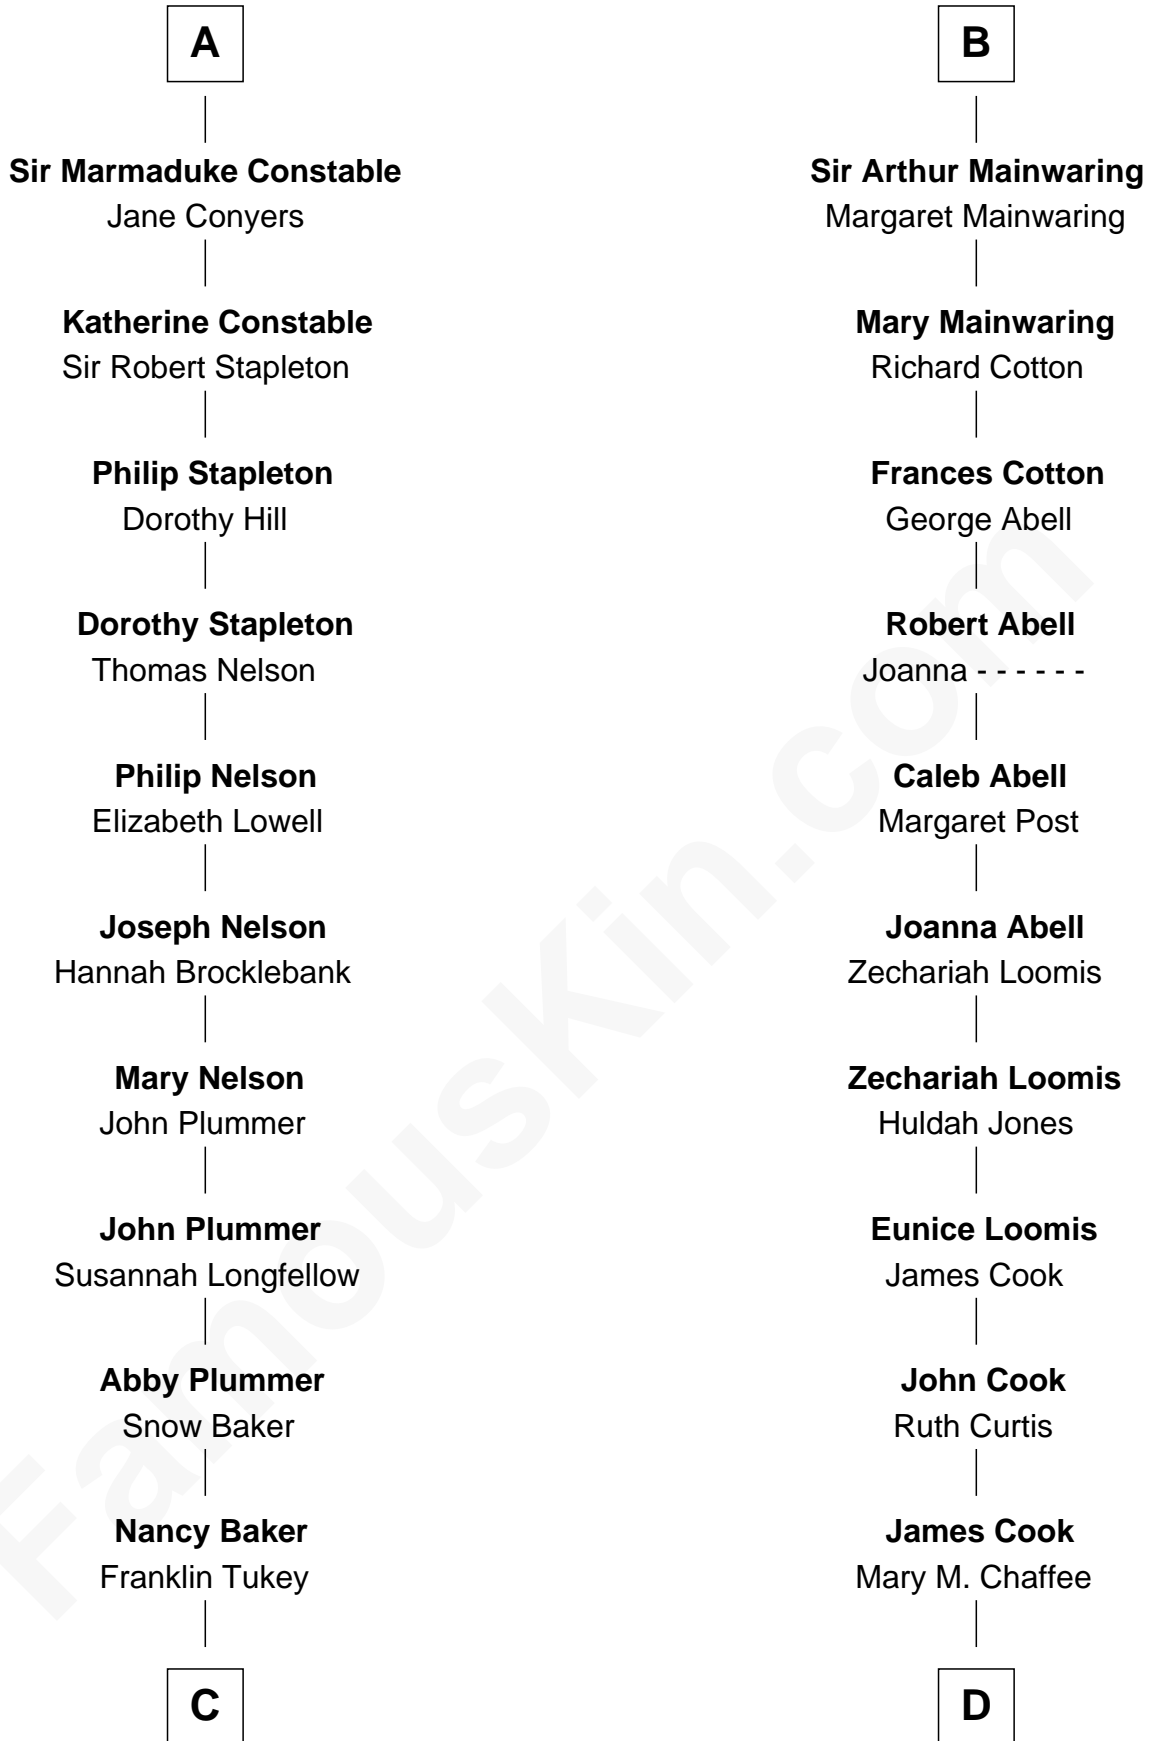 A
Sir Marmaduke Constable
Jane Conyers
Katherine Constable
Sir Robert Stapleton
Philip Stapleton
Dorothy Hill
Dorothy Stapleton
Thomas Nelson
Philip Nelson
Elizabeth Lowell
Joseph Nelson
Hannah Brocklebank
Mary Nelson
John Plummer
John Plummer
Susannah Longfellow
Abby Plummer
Snow Baker
Nancy Baker
Franklin Tukey
C
B
Sir Arthur Mainwaring
Margaret Mainwaring
Mary Mainwaring
Richard Cotton
Frances Cotton
George Abell
Robert Abell
Joanna - - - - - -
Caleb Abell
Margaret Post
Joanna Abell
Zechariah Loomis
Zechariah Loomis
Huldah Jones
Eunice Loomis
James Cook
John Cook
Ruth Curtis
James Cook
Mary M. Chaffee
D
FamousKin.com